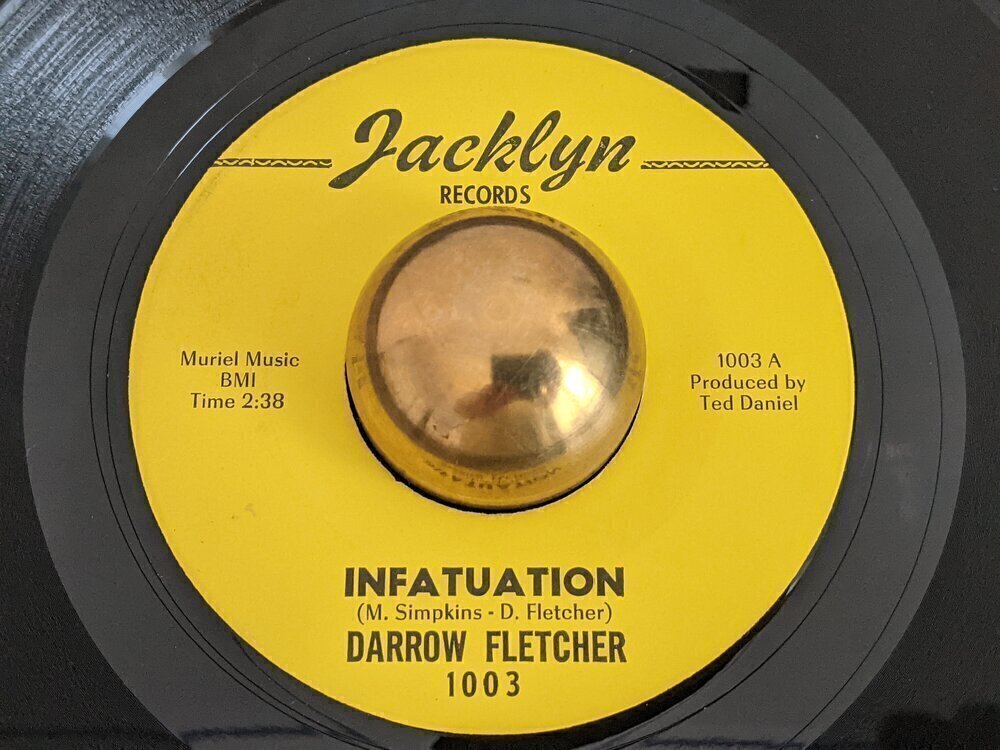 Jacklyn
RECORDS
Muriel Music
BMI
Time 2:38
1003 A
Produced by
Ted Daniel
INFATUATION
(M. Simpkins - D. Fletcher)
DARROW FLETCHER
1003